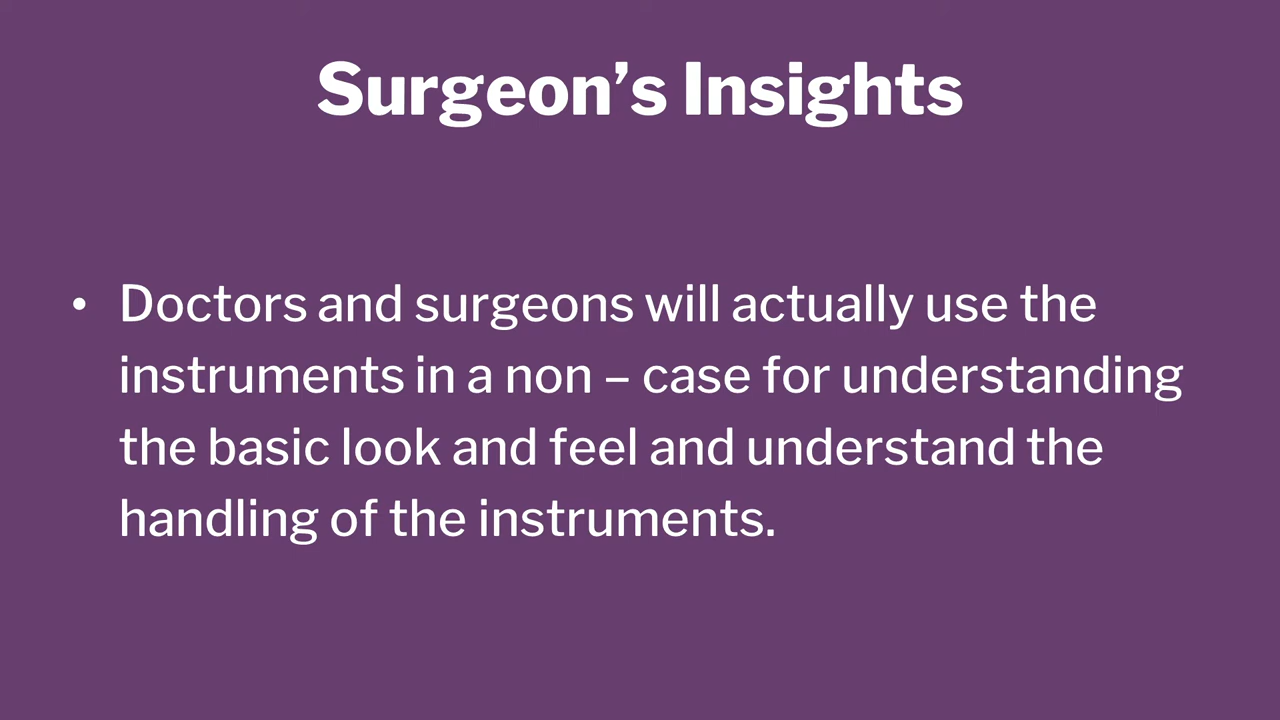 Surgeon’s Insights
• Doctors and surgeons will actually use the
instruments in a non – case for understanding
the basic look and feel and understand the
handling of the instruments.